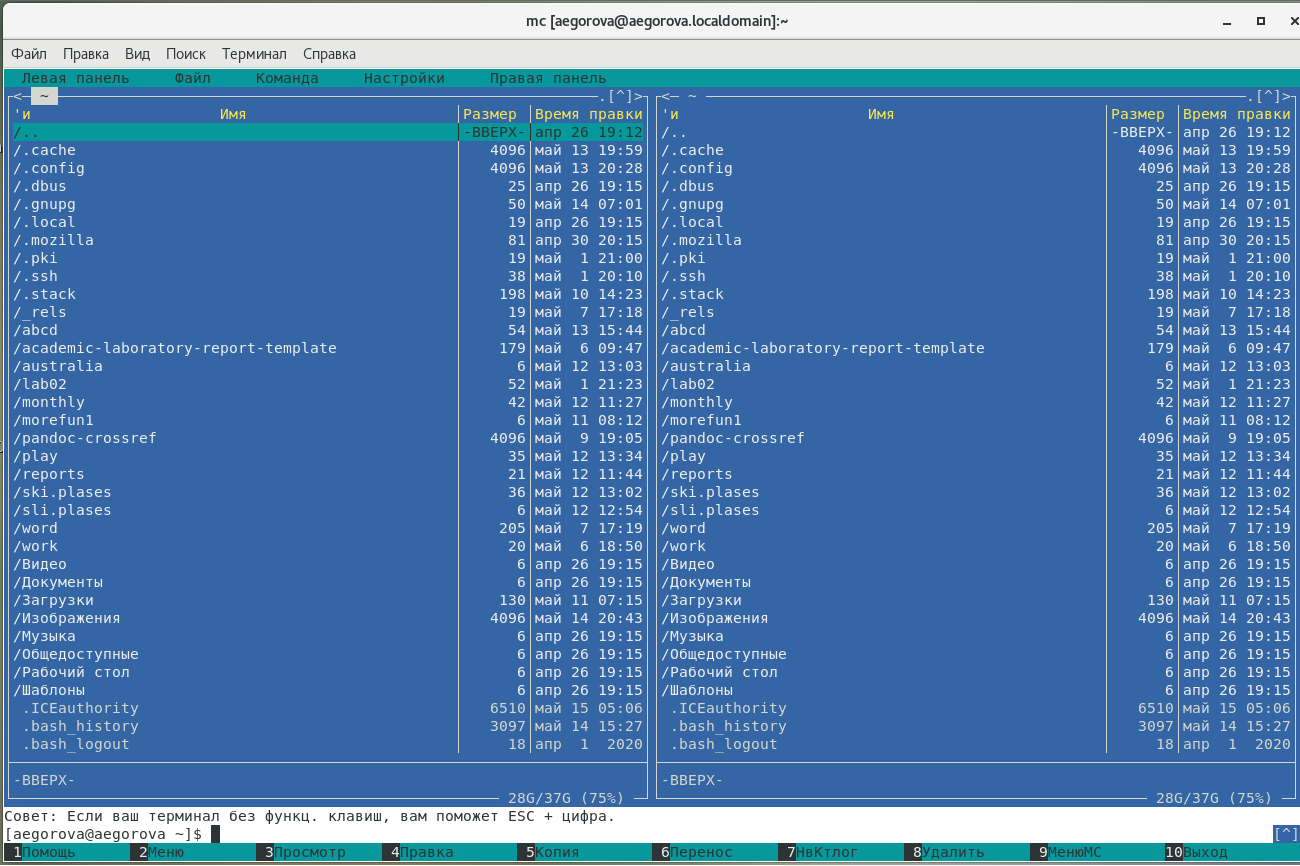 mc [aegorova@aegorova.localdomain]:~
Файл Правка Вид Поиск Терминал Справка
Левая панель Файл Команда Настройки Правая панель
<─ ~ .[^]> <─ ~ .[^]>
'и Имя Размер Время правки 'и Имя Размер Время правки
/.. -ВВЕРХ- апр 26 19:12 /.. -ВВЕРХ- апр 26 19:12
/.cache 4096 май 13 19:59 /.cache 4096 май 13 19:59
/.config 4096 май 13 20:28 /.config 4096 май 13 20:28
/.dbus 25 апр 26 19:15 /.dbus 25 апр 26 19:15
/.gnupg 50 май 14 07:01 /.gnupg 50 май 14 07:01
/.local 19 апр 26 19:15 /.local 19 апр 26 19:15
/.mozilla 81 апр 30 20:15 /.mozilla 81 апр 30 20:15
/.pki 19 май 1 21:00 /.pki 19 май 1 21:00
/.ssh 38 май 1 20:10 /.ssh 38 май 1 20:10
/.stack 198 май 10 14:23 /.stack 198 май 10 14:23
/_rels 19 май 7 17:18 /_rels 19 май 7 17:18
/abcd 54 май 13 15:44 /abcd 54 май 13 15:44
/academic-laboratory-report-template 179 май 6 09:47 /academic-laboratory-report-template 179 май 6 09:47
/australia 6 май 12 13:03 /australia 6 май 12 13:03
/lab02 52 май 1 21:23 /lab02 52 май 1 21:23
/monthly 42 май 12 11:27 /monthly 42 май 12 11:27
/morefun1 6 май 11 08:12 /morefun1 6 май 11 08:12
/pandoc-crossref 4096 май 9 19:05 /pandoc-crossref 4096 май 9 19:05
/play 35 май 12 13:34 /play 35 май 12 13:34
/reports 21 май 12 11:44 /reports 21 май 12 11:44
/ski.plases 36 май 12 13:02 /ski.plases 36 май 12 13:02
/sli.plases 6 май 12 12:54 /sli.plases 6 май 12 12:54
/word 205 май 7 17:19 /word 205 май 7 17:19
/work 20 май 6 18:50 /work 20 май 6 18:50
/Видео 6 апр 26 19:15 /Видео 6 апр 26 19:15
/Документы 6 апр 26 19:15 /Документы 6 апр 26 19:15
/Загрузки 130 май 11 07:15 /Загрузки 130 май 11 07:15
/Изображения 4096 май 14 20:43 /Изображения 4096 май 14 20:43
/Музыка 6 апр 26 19:15 /Музыка 6 апр 26 19:15
/Общедоступные 6 апр 26 19:15 /Общедоступные 6 апр 26 19:15
/Рабочий стол 6 апр 26 19:15 /Рабочий стол 6 апр 26 19:15
/Шаблоны 6 апр 26 19:15 /Шаблоны 6 апр 26 19:15
.ICEauthority 6510 май 15 05:06 .ICEauthority 6510 май 15 05:06
.bash_history 3097 май 14 15:27 .bash_history 3097 май 14 15:27
.bash_logout 18 апр 1 2020 .bash_logout 18 апр 1 2020
-ВВЕРХ- -ВВЕРХ-
28G/37G (75%) 28G/37G (75%)
Совет: Если ваш терминал без функц. клавиш, вам поможет ESC + цифра.
[aegorova@aegorova ~]$ [^]
1Помощь 2Меню 3Просмотр 4Правка 5Копия 6Перенос 7НвКтлог 8Удалить 9МенюMC 10Выход